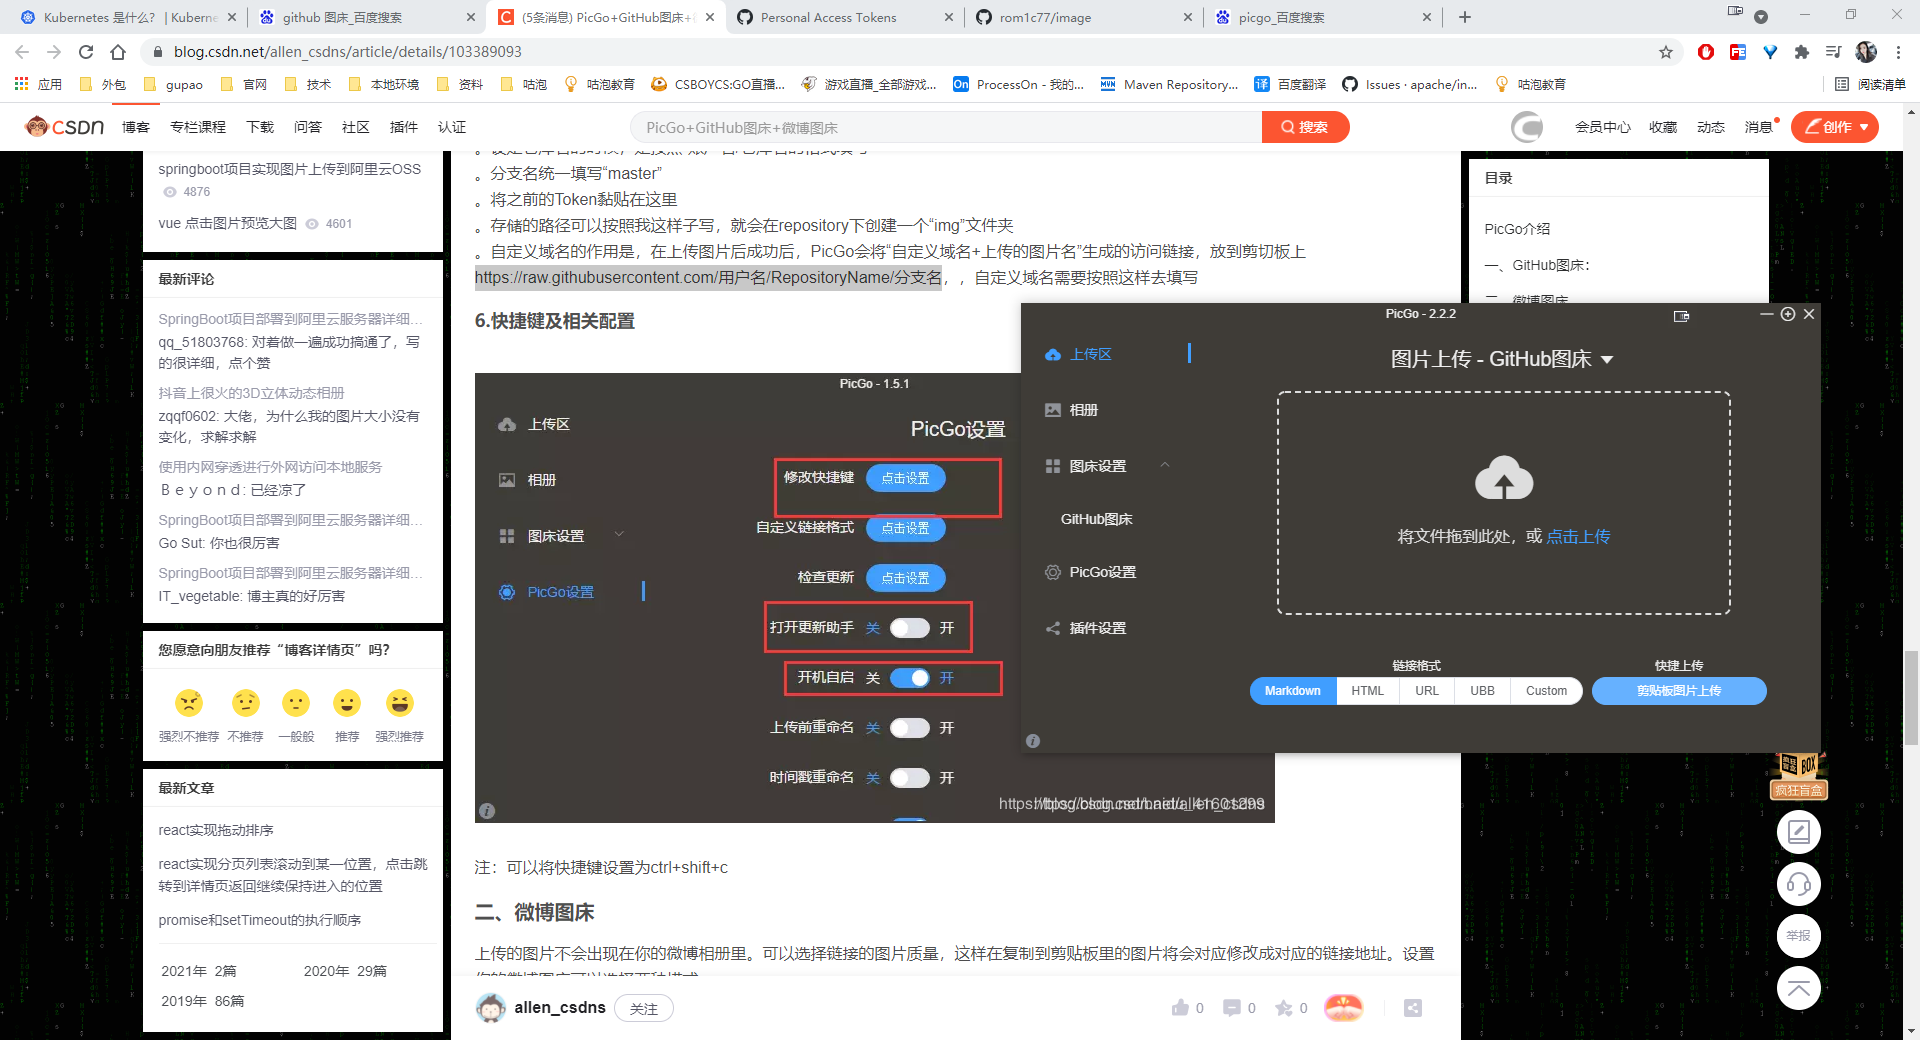 Kubernetes 是什么? | Kuberne
github 图床_百度搜索
(5条消息) PicGo+GitHub图床+
Personal Access Tokens
rom1c77/image
picgo_百度搜索
blog.csdn.net/allen_csdns/article/details/103389093
应用
外包
gupao
官网
技术
本地环境
资料
咕泡
咕泡教育
CSBOYCS:GO直播...
游戏直播_全部游戏...
ProcessOn - 我的...
Maven Repository...
百度翻译
Issues · apache/in...
咕泡教育
阅读清单
CSDN
博客
专栏课程
下载
问答
社区
插件
认证
PicGo+GitHub图床+微博图床
搜索
会员中心
收藏
动态
消息
创作
springboot项目实现图片上传到阿里云OSS
4876
vue 点击图片预览大图
4601
最新评论
SpringBoot项目部署到阿里云服务器详细...
qq_51803768: 对着做一遍成功搞通了，写
的很详细，点个赞
抖音上很火的3D立体动态相册
zqqf0602: 大佬，为什么我的图片大小没有
变化，求解求解
使用内网穿透进行外网访问本地服务
Ｂｅｙｏｎｄ: 已经凉了
SpringBoot项目部署到阿里云服务器详细...
Go Sut: 你也很厉害
SpringBoot项目部署到阿里云服务器详细...
IT_vegetable: 博主真的好厉害
您愿意向朋友推荐“博客详情页”吗？
强烈不推荐
不推荐
一般般
推荐
强烈推荐
最新文章
react实现拖动排序
react实现分页列表滚动到某一位置，点击跳
转到详情页返回继续保持进入的位置
promise和setTimeout的执行顺序
2021年 2篇
2020年 29篇
2019年 86篇
。分支名统一填写“master”
。将之前的Token黏贴在这里
。存储的路径可以按照我这样子写，就会在repository下创建一个“img”文件夹
。自定义域名的作用是，在上传图片后成功后，PicGo会将“自定义域名+上传的图片名”生成的访问链接，放到剪切板上
https://raw.githubusercontent.com/用户名/RepositoryName/分支名，，自定义域名需要按照这样去填写
6.快捷键及相关配置
PicGo - 1.5.1
上传区
相册
图床设置
PicGo设置
PicGo设置
修改快捷键 点击设置
自定义链接格式 点击设置
检查更新 点击设置
打开更新助手 关 开
开机自启 关 开
上传前重命名 关 开
时间戳重命名 关 开
注：可以将快捷键设置为ctrl+shift+c
二、微博图床
上传的图片不会出现在你的微博相册里。可以选择链接的图片质量，这样在复制到剪贴板里的图片将会对应修改成对应的链接地址。设置
allen_csdns
关注
0
0
0
目录
PicGo介绍
一、GitHub图床：
PicGo - 2.2.2
上传区
相册
图床设置
GitHub图床
PicGo设置
插件设置
图片上传 - GitHub图床
将文件拖到此处，或 点击上传
链接格式
Markdown
HTML
URL
UBB
Custom
快捷上传
剪贴板图片上传
BOX
疯狂盲盒
举报